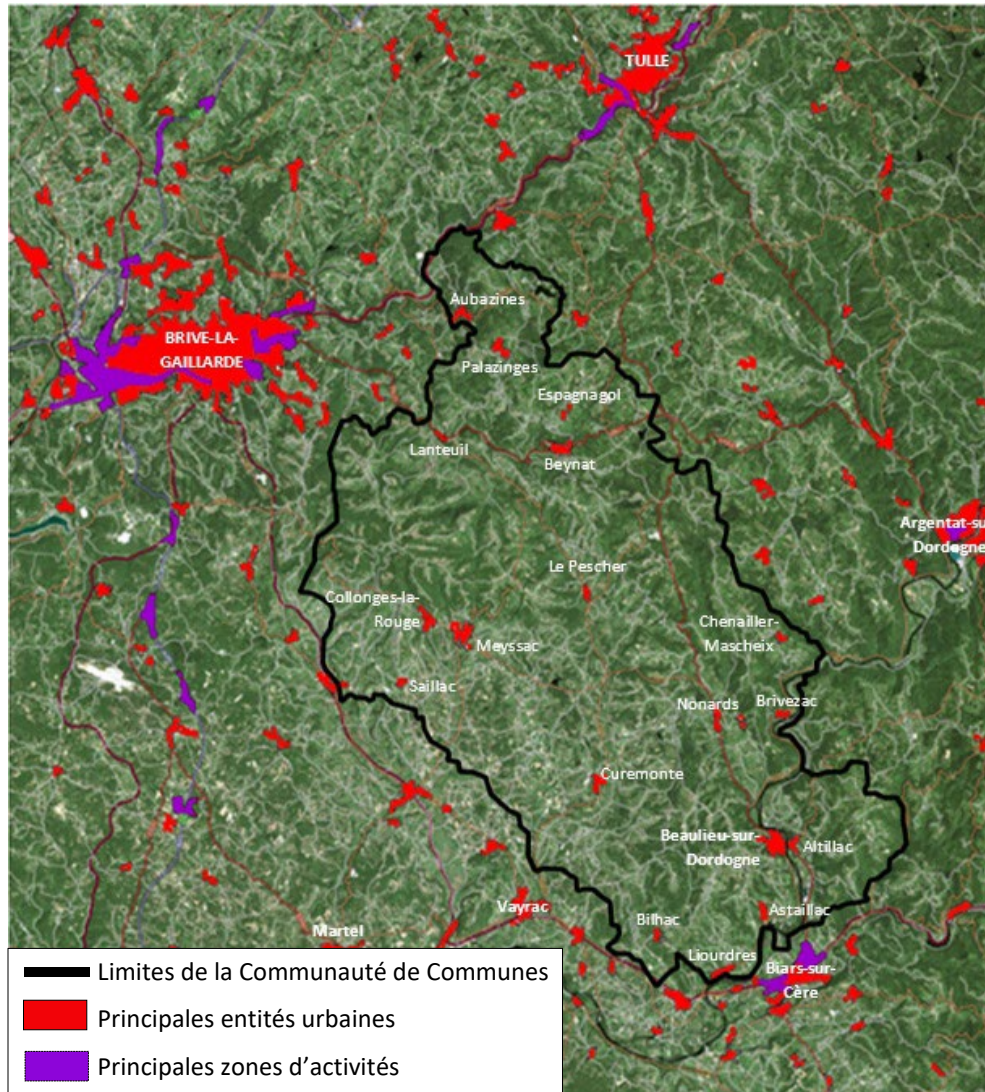 TULLE
Aubazines
BRIVE-LA-
GAILLARDE
Palazinges
Espagnagol
Lanteuil
Beynat
Argentat-su
Dordogne
Le Pescher
Collonges-la-
Rouge
Chenailler-
Mascheix
Meyssac
Saillac
Nonards
Brivezac
Curemonte
Beaulieu-sur-
Dordogne
Altillac
Vayrac
Astaillac
Bilhac
Martel
Liourdres
Biars-sur-
Cère
Limites de la Communauté de Communes
Principales entités urbaines
Principales zones d’activités